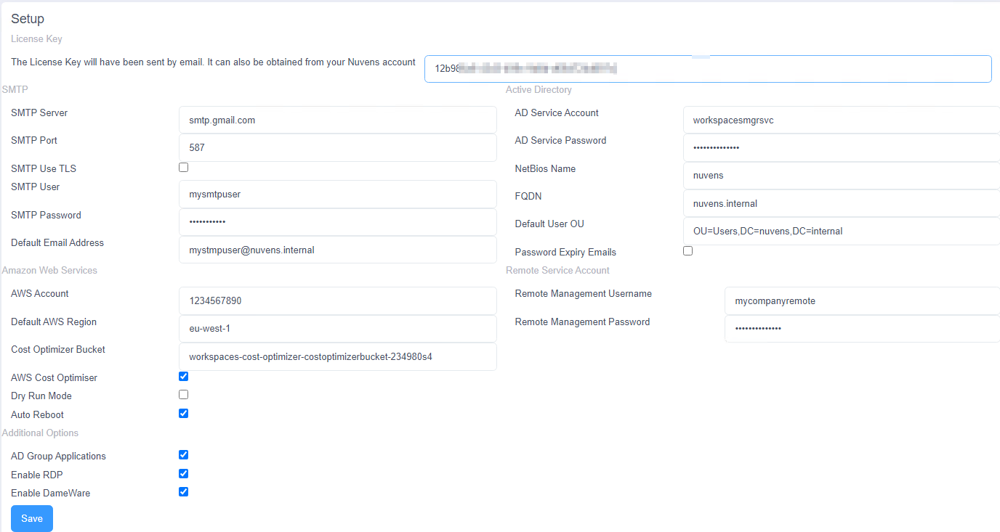 Setup
License Key
The License Key will have been sent by email. It can also be obtained from your Nuvens account
12b98
SMTP
SMTP Server smtp.gmail.com
SMTP Port 587
SMTP Use TLS
SMTP User mysmtpuser
SMTP Password •••••••••••
Default Email Address mystmpuser@nuvens.internal
Active Directory
AD Service Account workspacesmgrsvc
AD Service Password ••••••••••••••
NetBios Name nuvens
FQDN nuvens.internal
Default User OU OU=Users,DC=nuvens,DC=internal
Password Expiry Emails
Amazon Web Services
AWS Account 1234567890
Default AWS Region eu-west-1
Cost Optimizer Bucket workspaces-cost-optimizer-costoptimizerbucket-234980s4
AWS Cost Optimiser
Dry Run Mode
Auto Reboot
Remote Service Account
Remote Management Username mycompanyremote
Remote Management Password ••••••••••••••
Additional Options
AD Group Applications
Enable RDP
Enable DameWare
Save